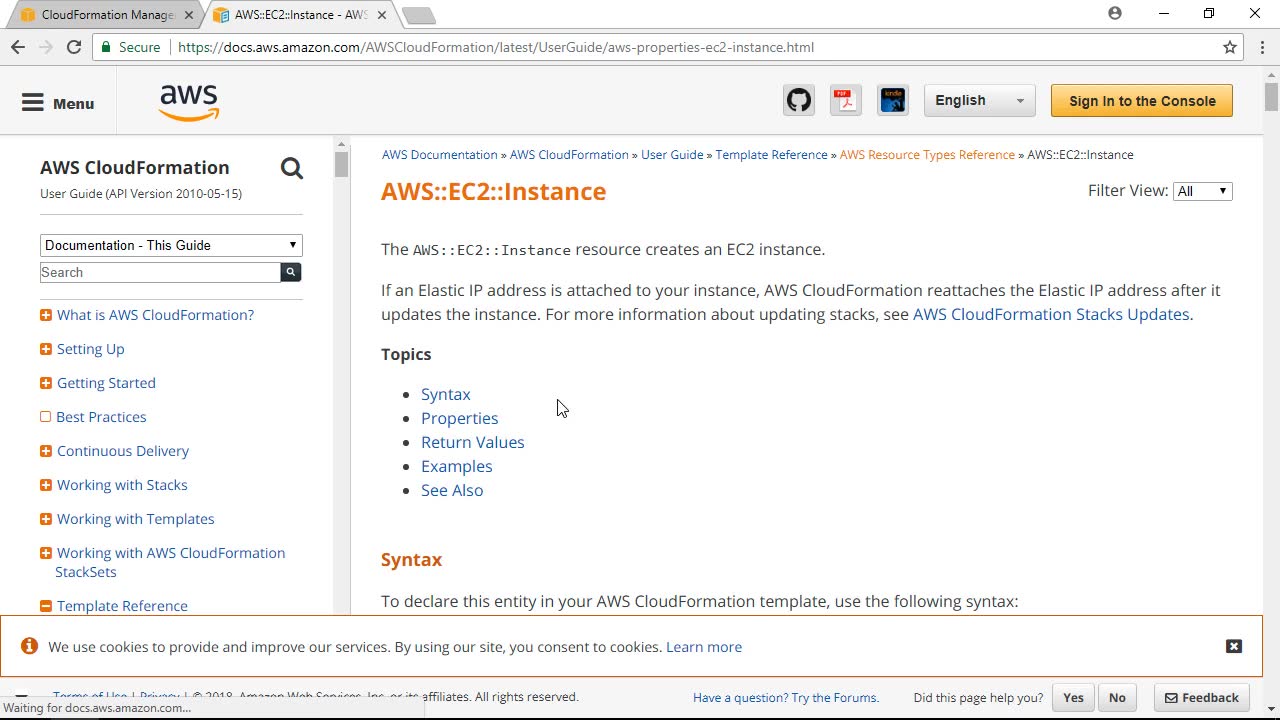 CloudFormation Manage
AWS::EC2::Instance - AWS
Secure
https://docs.aws.amazon.com/AWSCloudFormation/latest/UserGuide/aws-properties-ec2-instance.html
Menu
aws
PDF
kindle
English
Sign In to the Console
AWS CloudFormation
User Guide (API Version 2010-05-15)
Documentation - This Guide
Search
What is AWS CloudFormation?
Setting Up
Getting Started
Best Practices
Continuous Delivery
Working with Stacks
Working with Templates
Working with AWS CloudFormation
StackSets
Template Reference
AWS Documentation » AWS CloudFormation » User Guide » Template Reference » AWS Resource Types Reference » AWS::EC2::Instance
AWS::EC2::Instance
Filter View: All
The AWS::EC2::Instance resource creates an EC2 instance.
If an Elastic IP address is attached to your instance, AWS CloudFormation reattaches the Elastic IP address after it
updates the instance. For more information about updating stacks, see AWS CloudFormation Stacks Updates.
Topics
Syntax
Properties
Return Values
Examples
See Also
Syntax
To declare this entity in your AWS CloudFormation template, use the following syntax:
We use cookies to provide and improve our services. By using our site, you consent to cookies. Learn more
Terms of Use | Privacy | © 2018, Amazon Web Services, Inc. or its affiliates. All rights reserved.
Have a question? Try the Forums.
Did this page help you?
Yes
No
Feedback
Waiting for docs.aws.amazon.com...